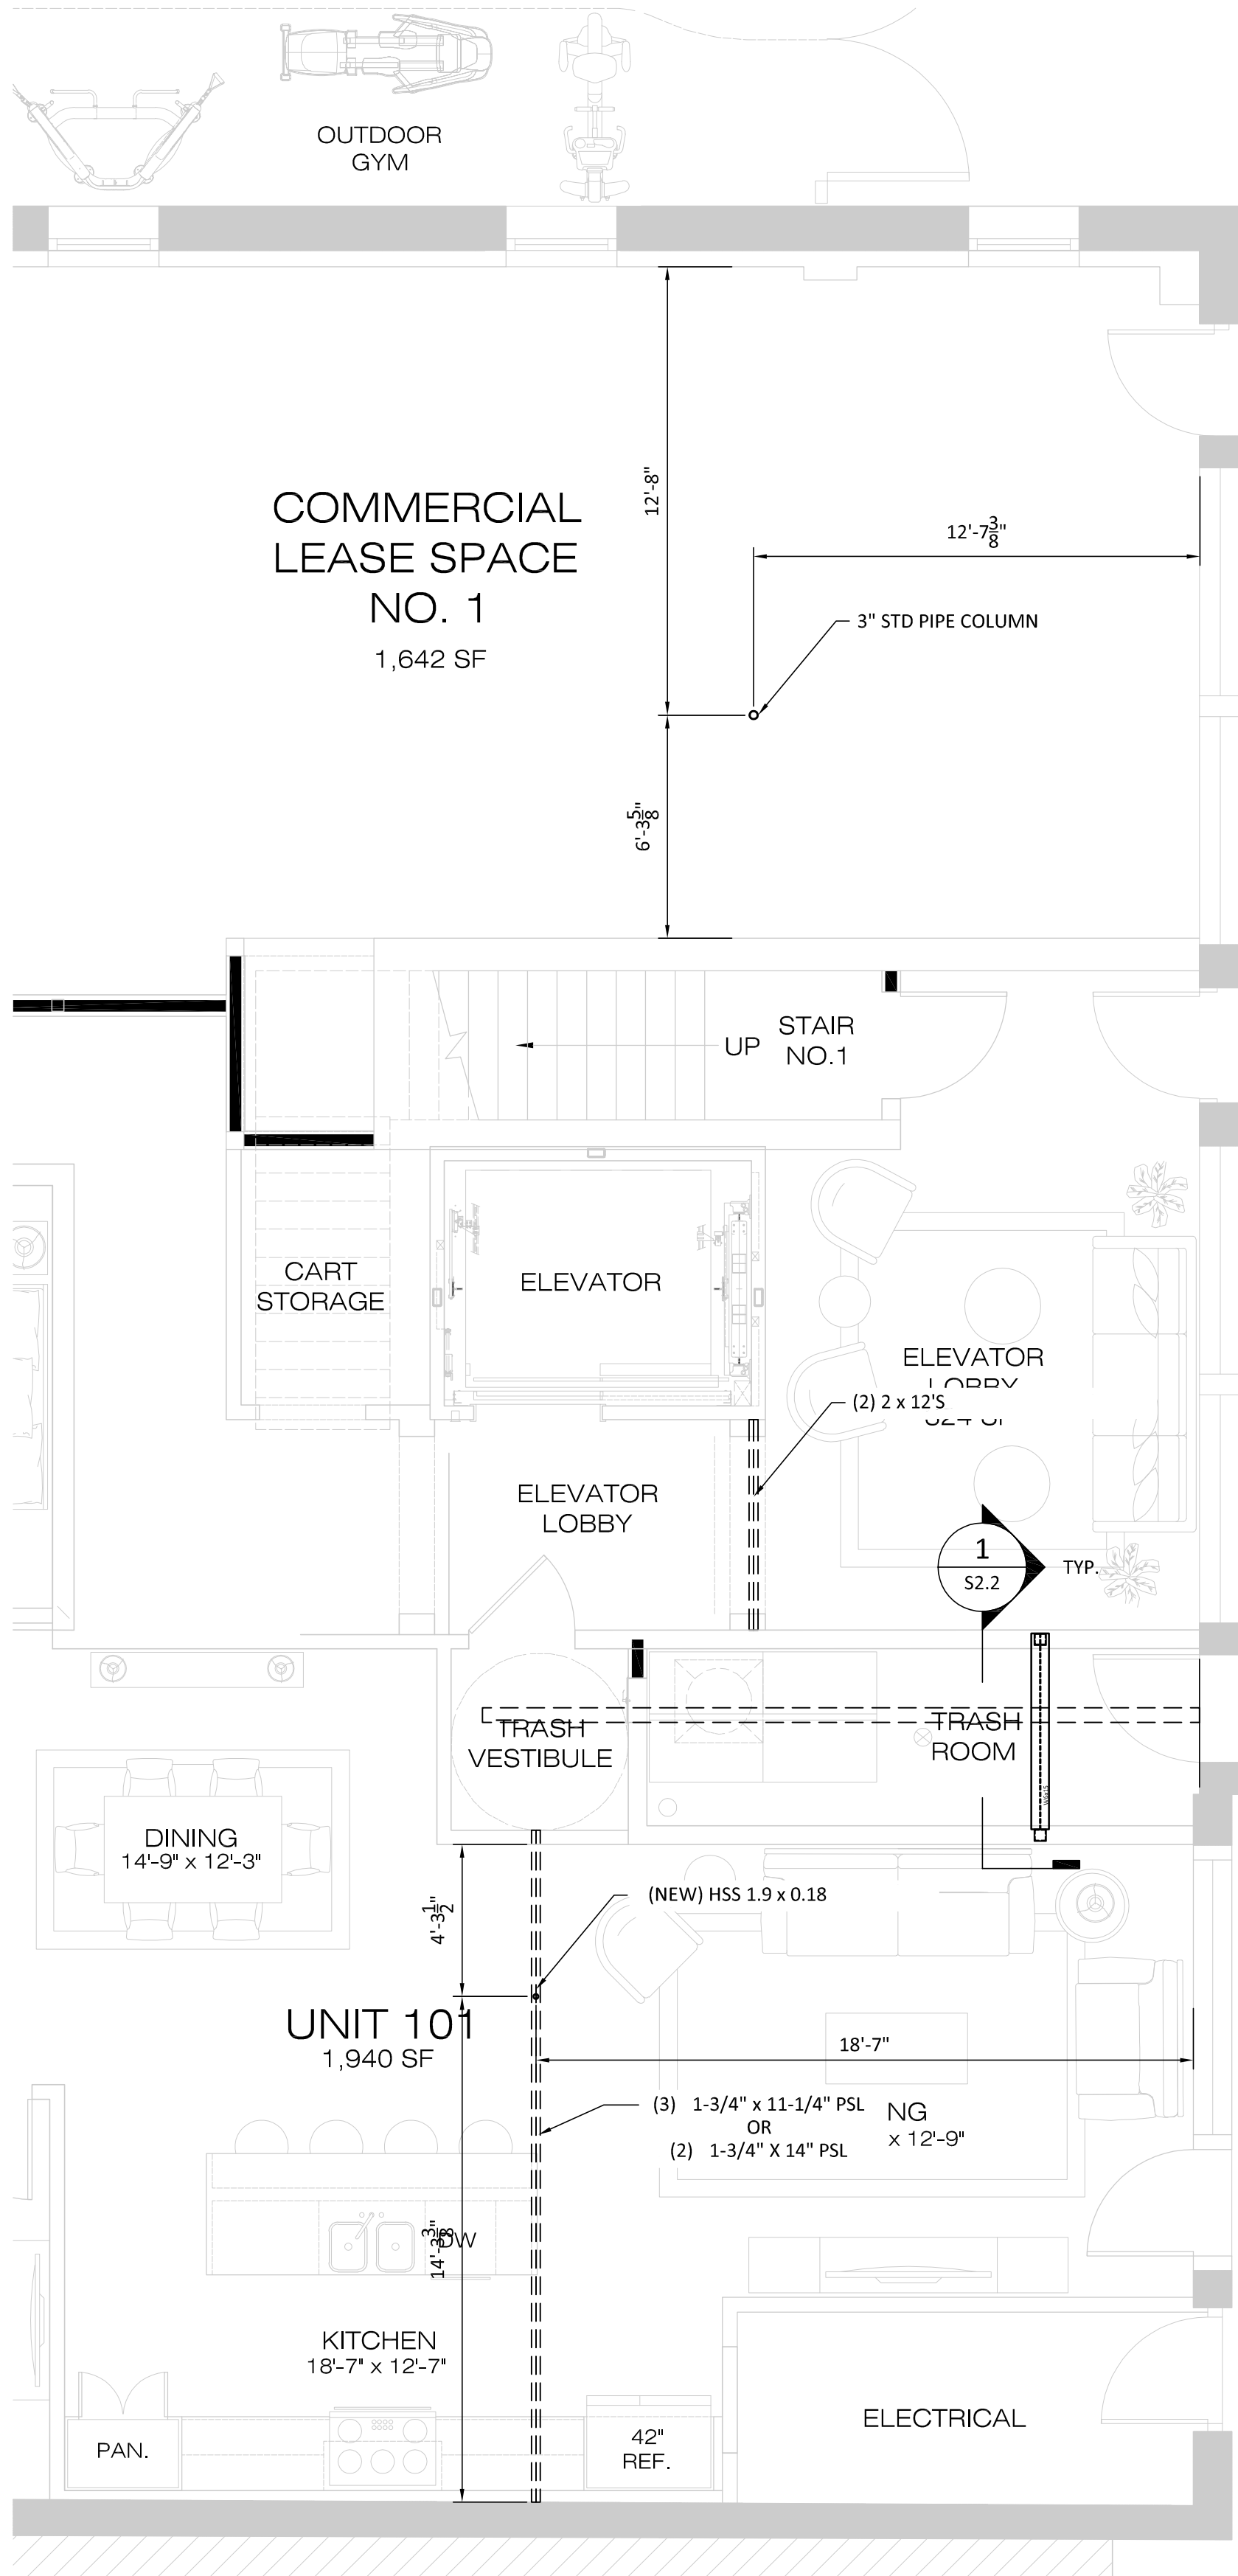 OUTDOOR
GYM
12'-8"
COMMERCIAL
LEASE SPACE
NO. 1
1,642 SF
12'-7 3/8"
3" STD PIPE COLUMN
6'-3 5/8"
STAIR
NO.1
UP
CART
STORAGE
ELEVATOR
ELEVATOR
LOBBY
(2) 2 x 12'S
ELEVATOR
LOBBY
1
S2.2
TYP.
TRASH
VESTIBULE
TRASH
ROOM
DINING
14'-9" x 12'-3"
4'-3 1/2"
(NEW) HSS 1.9 x 0.18
UNIT 101
1,940 SF
18'-7"
(3) 1-3/4" x 11-1/4" PSL
OR
(2) 1-3/4" X 14" PSL
NG
x 12'-9"
14'-3 3/8"
DW
KITCHEN
18'-7" x 12'-7"
PAN.
42"
REF.
ELECTRICAL